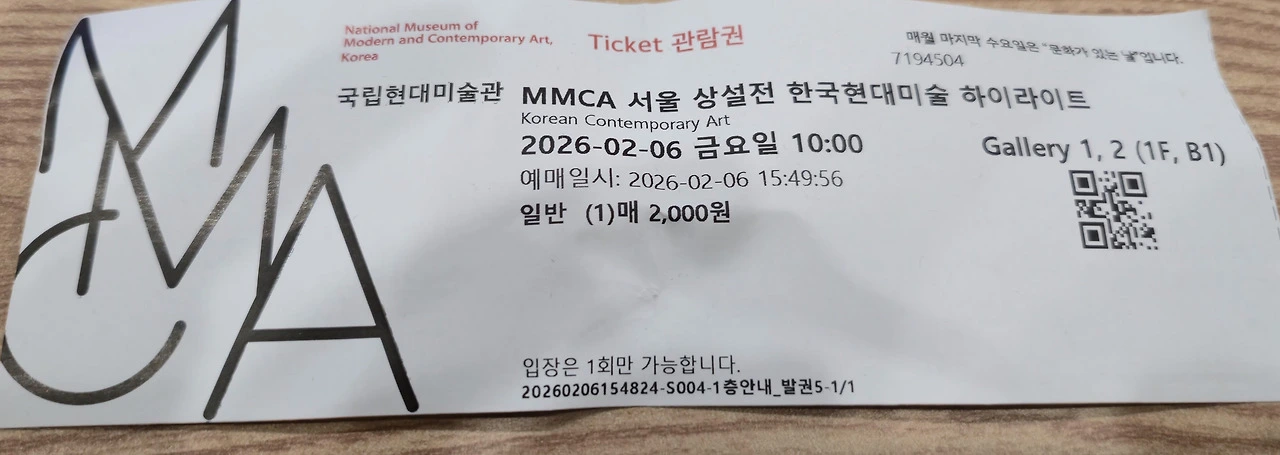 MMCA
National Museum of
Modern and Contemporary Art,
Korea
Ticket 관람권
매월 마지막 수요일은 "문화가 있는 날"입니다.
7194504
국립현대미술관
MMCA 서울 상설전 한국현대미술 하이라이트
Korean Contemporary Art
2026-02-06 금요일 10:00
Gallery 1, 2 (1F, B1)
예매일시: 2026-02-06 15:49:56
일반 (1)매 2,000원
입장은 1회만 가능합니다.
20260206154824-S004-1층안내_발권5-1/1